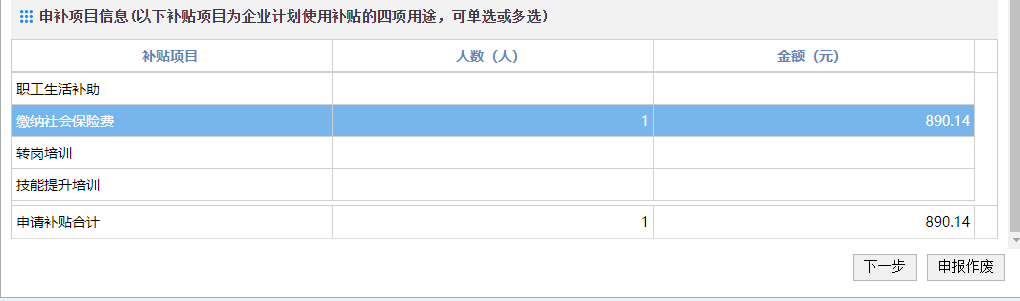 申补项目信息(以下补贴项目为企业计划使用补贴的四项用途，可单选或多选)
补贴项目 人数（人） 金额（元）
职工生活补助
缴纳社会保险费 1 890.14
转岗培训
技能提升培训
申请补贴合计 1 890.14
下一步 申报作废